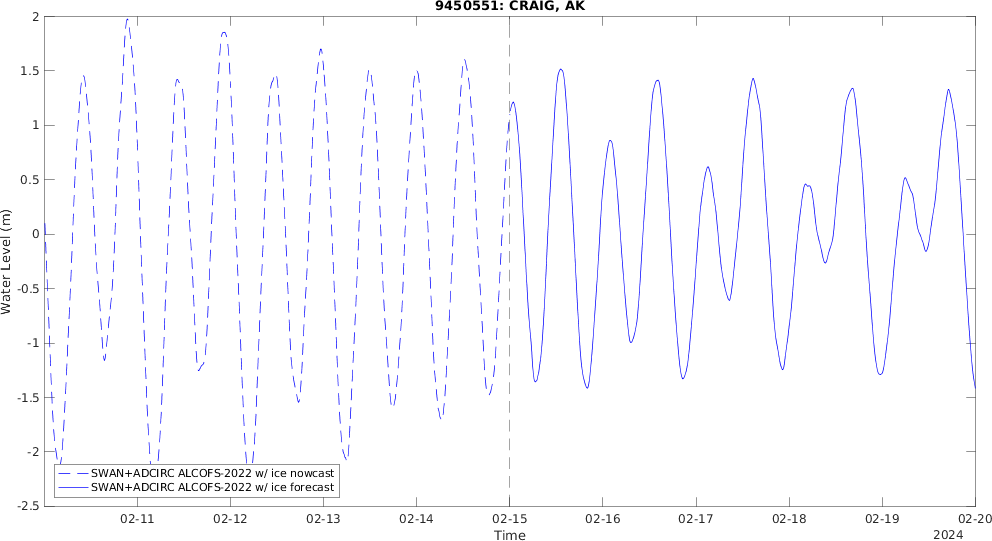 9450551: CRAIG, AK
2
1.5
1
0.5
0
-0.5
-1
-1.5
-2
-2.5
Water Level (m)
SWAN+ADCIRC ALCOFS-2022 w/ ice nowcast
SWAN+ADCIRC ALCOFS-2022 w/ ice forecast
02-11 02-12 02-13 02-14 02-15 02-16 02-17 02-18 02-19 02-20
Time
2024